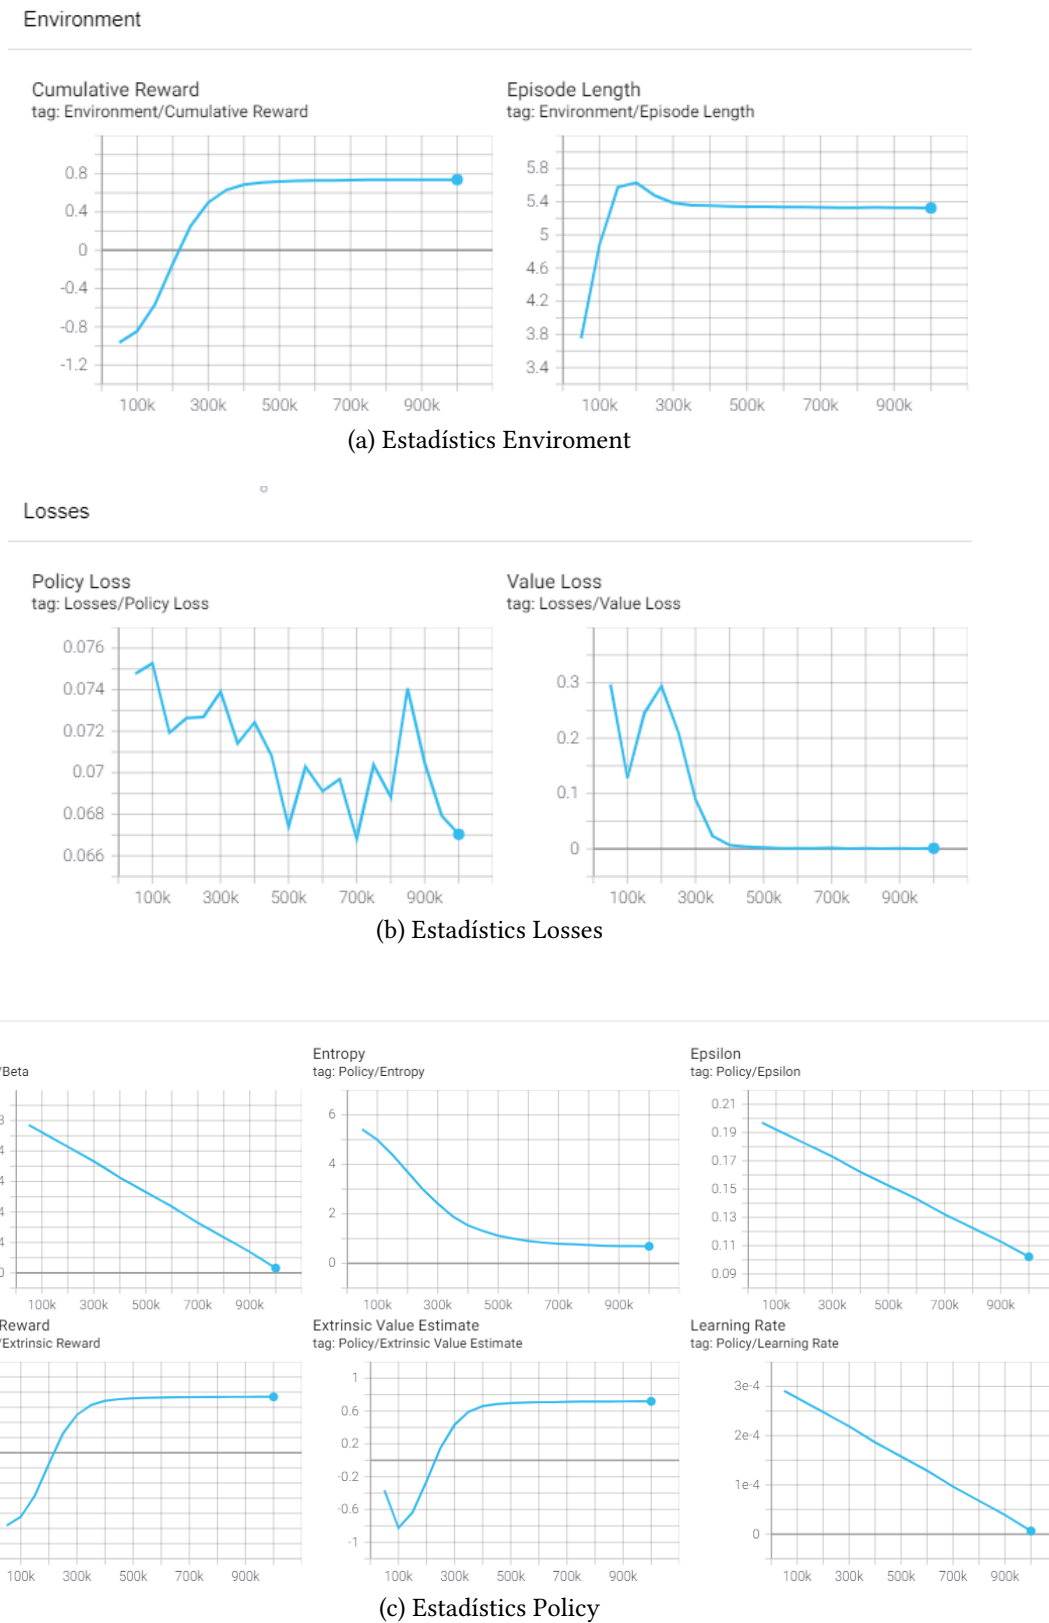 Environment
Cumulative Reward
tag: Environment/Cumulative Reward
0.8
0.4
0
-0.4
-0.8
-1.2
100k 300k 500k 700k 900k
Episode Length
tag: Environment/Episode Length
5.8
5.4
5
4.6
4.2
3.8
3.4
100k 300k 500k 700k 900k
(a) Estadístics Enviroment
Losses
Policy Loss
tag: Losses/Policy Loss
0.076
0.074
0.072
0.07
0.068
0.066
100k 300k 500k 700k 900k
Value Loss
tag: Losses/Value Loss
0.3
0.2
0.1
0
100k 300k 500k 700k 900k
(b) Estadístics Losses
/Beta
3
4
4
4
4
0
100k 300k 500k 700k 900k
Entropy
tag: Policy/Entropy
6
4
2
0
100k 300k 500k 700k 900k
Epsilon
tag: Policy/Epsilon
0.21
0.19
0.17
0.15
0.13
0.11
0.09
100k 300k 500k 700k 900k
Reward
/Extrinsic Reward
100k 300k 500k 700k 900k
Extrinsic Value Estimate
tag: Policy/Extrinsic Value Estimate
1
0.6
0.2
-0.2
-0.6
-1
100k 300k 500k 700k 900k
Learning Rate
tag: Policy/Learning Rate
3e-4
2e-4
1e-4
0
100k 300k 500k 700k 900k
(c) Estadístics Policy